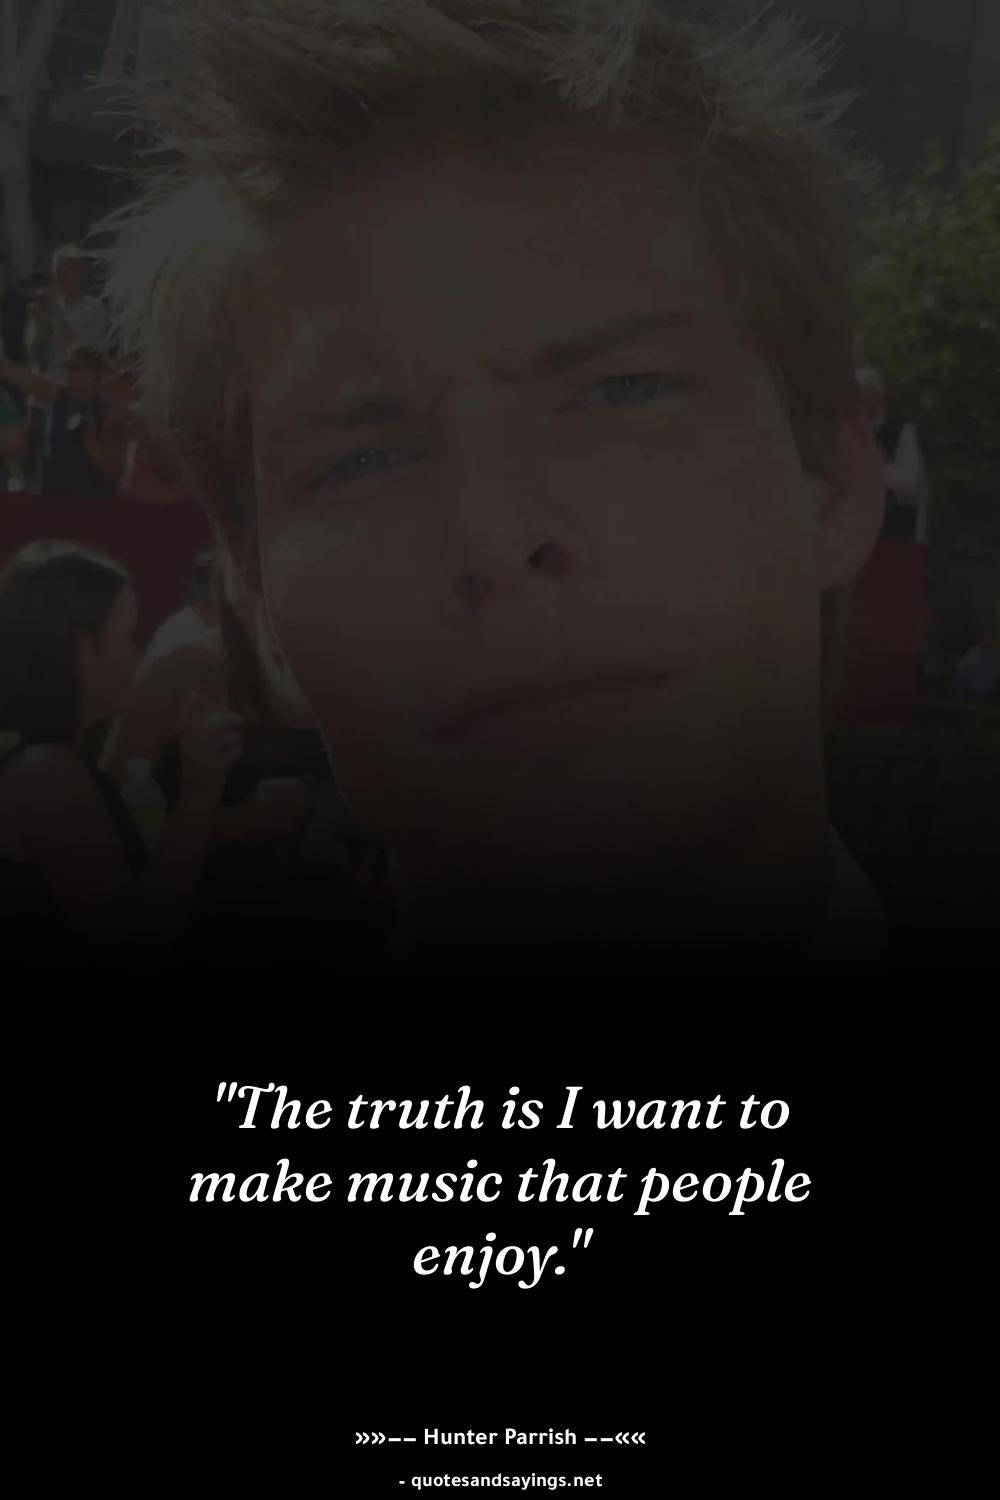 "The truth is I want to
make music that people
enjoy."
»»−− Hunter Parrish −−««
- quotesandsayings.net